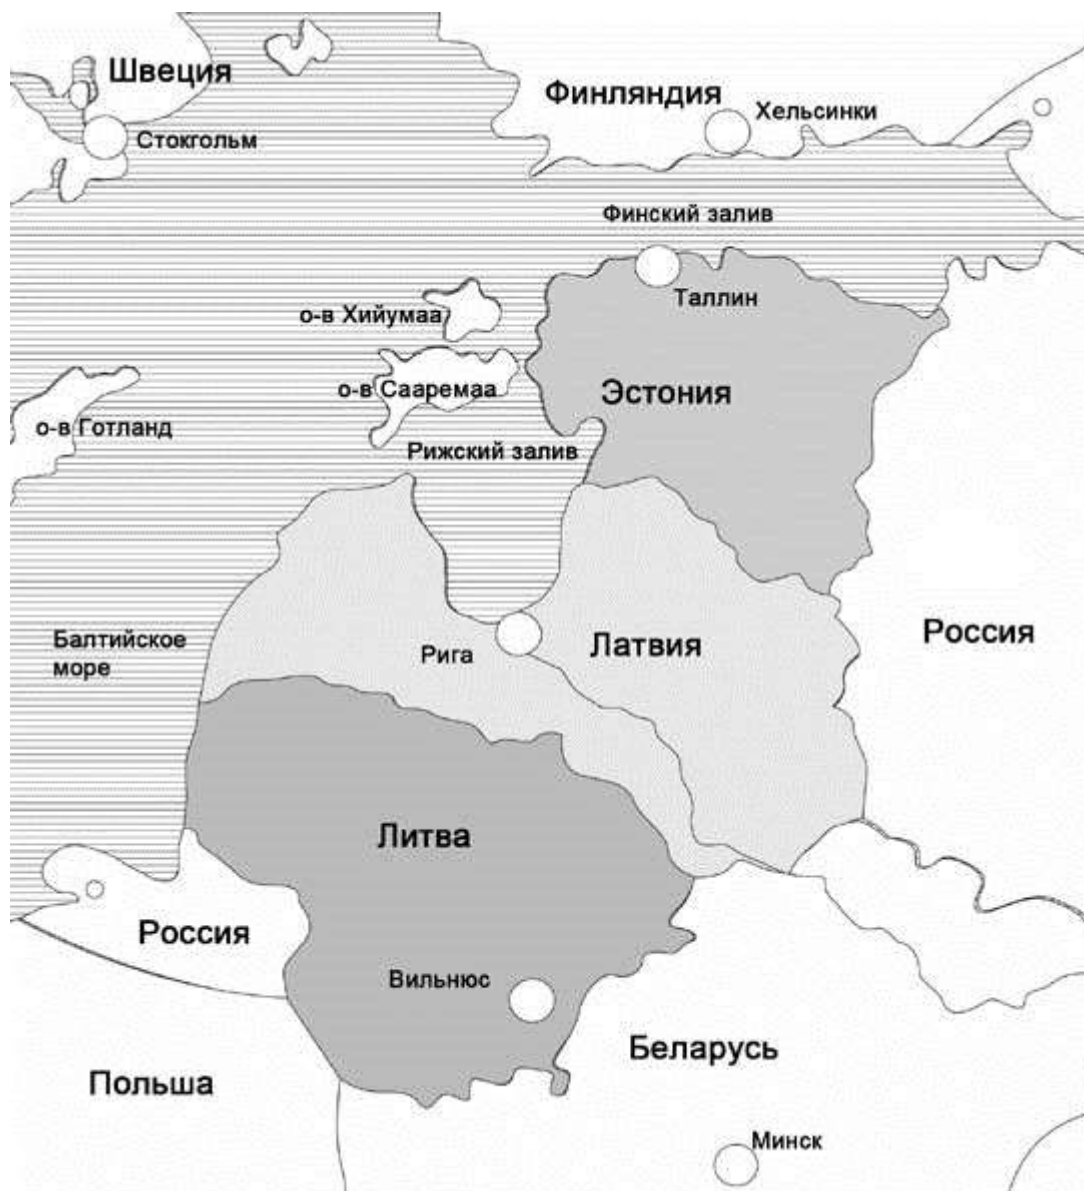 Швеция
Финляндия
Хельсинки
Стокгольм
Финский залив
Таллин
о-в Хийумаа
о-в Сааремаа
Эстония
о-в Готланд
Рижский залив
Балтийское
море
Рига
Латвия
Россия
Литва
Россия
Вильнюс
Беларусь
Польша
Минск